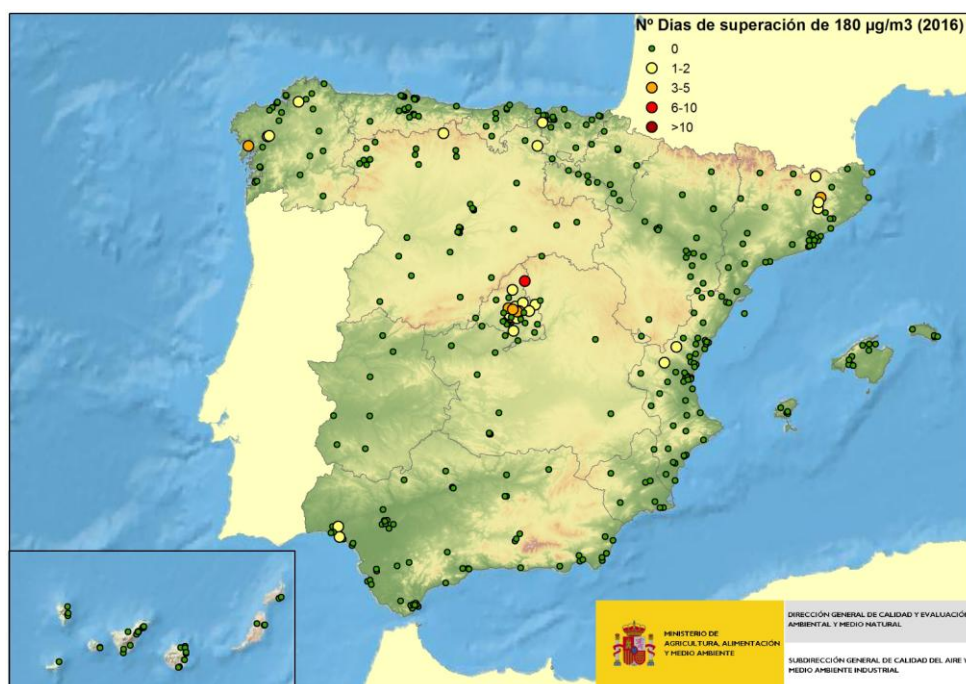 Nº Dias de superación de 180 µg/m3 (2016)
0
1-2
3-5
6-10
>10
MINISTERIO DE
AGRICULTURA, ALIMENTACIÓN
Y MEDIO AMBIENTE
DIRECCIÓN GENERAL DE CALIDAD Y EVALUACIÓN
AMBIENTAL Y MEDIO NATURAL
SUBDIRECCIÓN GENERAL DE CALIDAD DEL AIRE Y
MEDIO AMBIENTE INDUSTRIAL